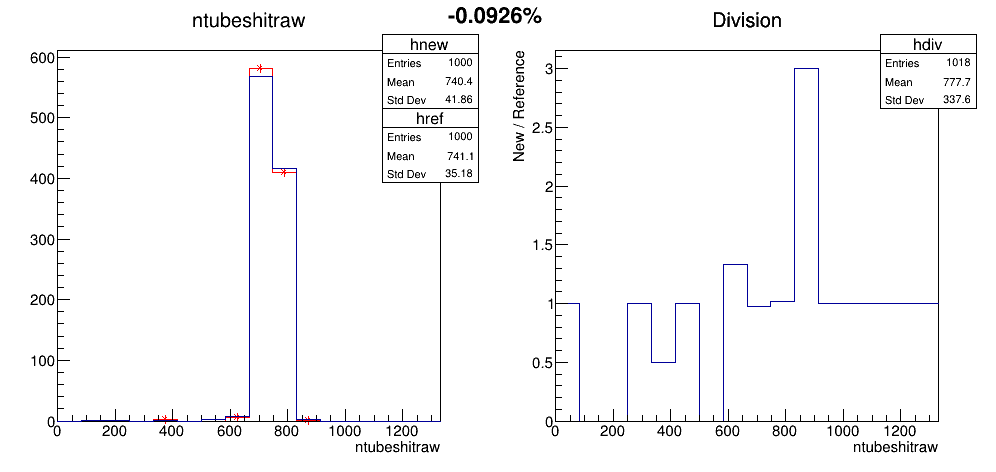 -0.0926%
ntubeshitraw
hnew
Entries 1000
Mean 740.4
Std Dev 41.86
href
Entries 1000
Mean 741.1
Std Dev 35.18
600
500
400
300
200
100
0
0 200 400 600 800 1000 1200
ntubeshitraw
Division
hdiv
Entries 1018
Mean 777.7
Std Dev 337.6
New / Reference
3
2.5
2
1.5
1
0.5
0
0 200 400 600 800 1000 1200
ntubeshitraw